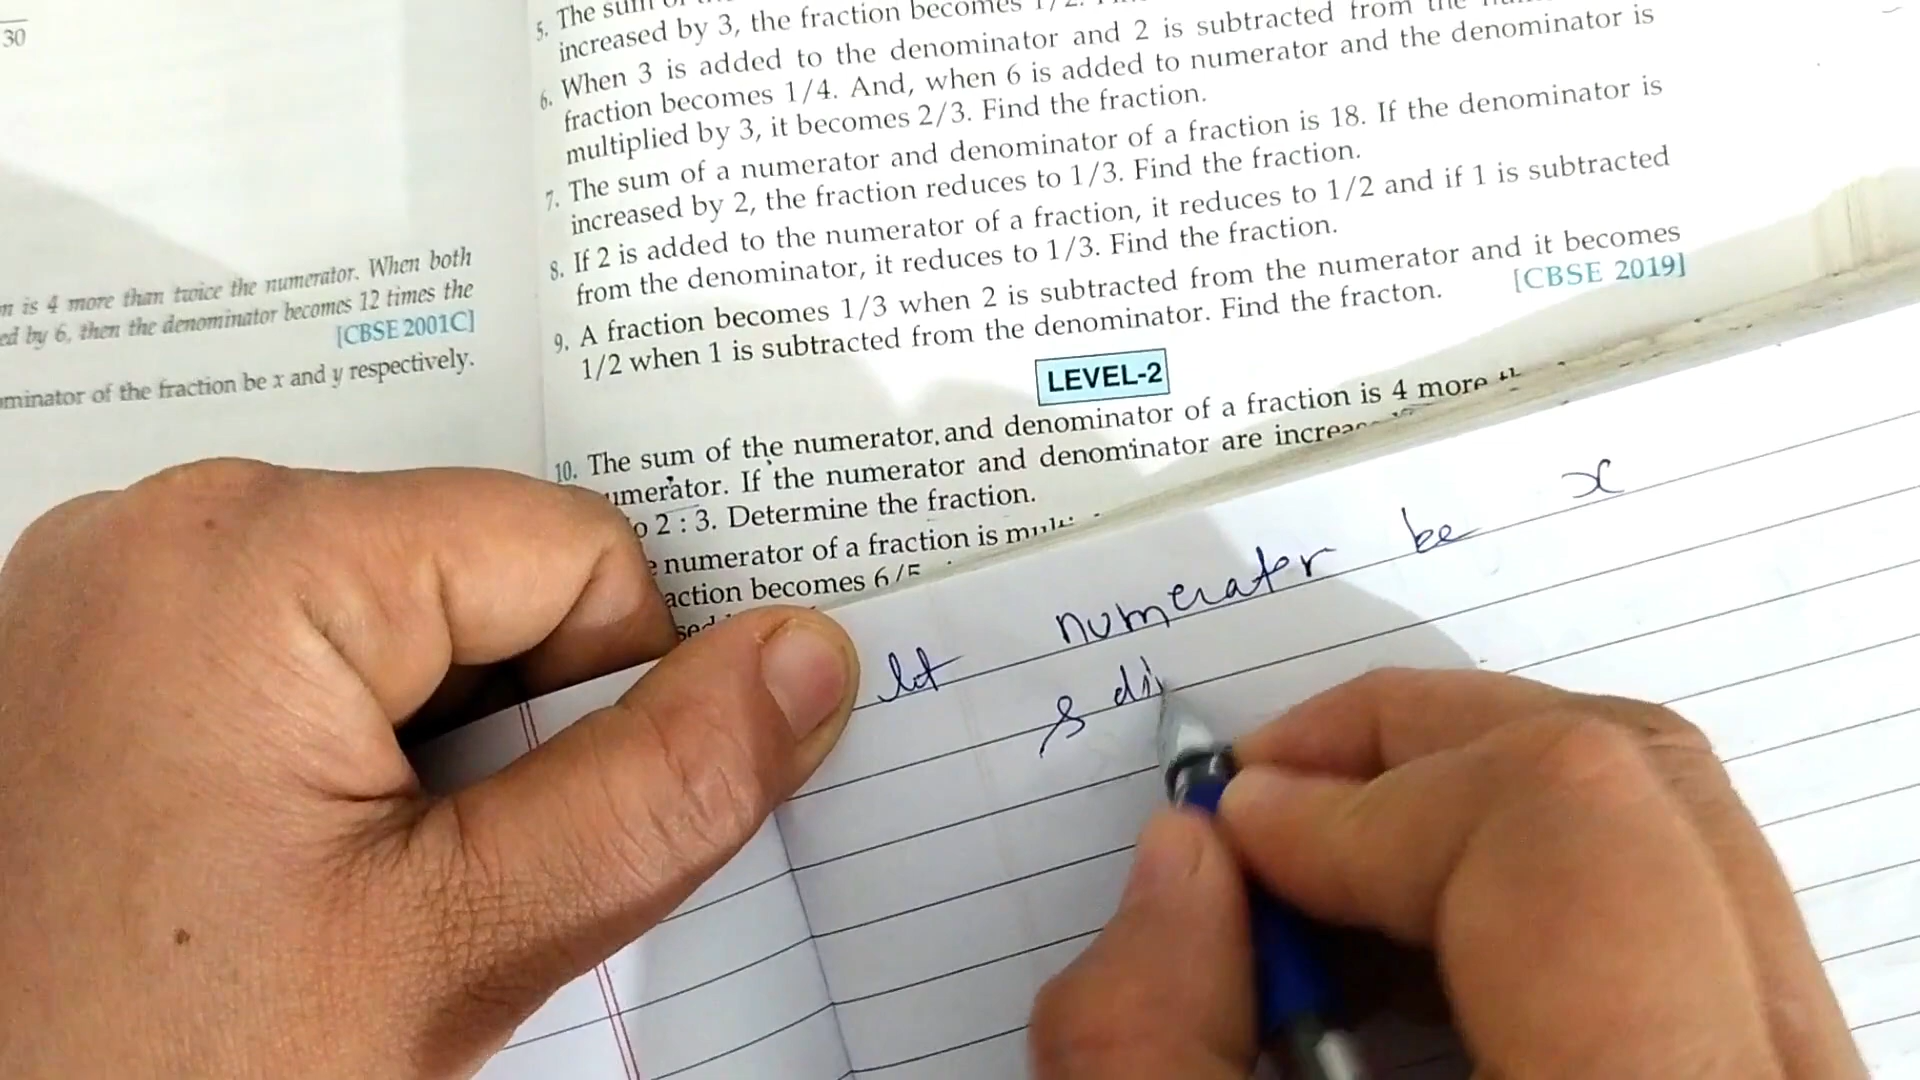 30
n is 4 more than twice the numerator. When both
ed by 6, then the denominator becomes 12 times the
[CBSE 2001C]
minator of the fraction be x and y respectively.
5. The sum
increased by 3, the fraction becomes 1/2.
6. When 3 is added to the denominator and 2 is subtracted from the
fraction becomes 1/4. And, when 6 is added to numerator and the denominator is
multiplied by 3, it becomes 2/3. Find the fraction.
7. The sum of a numerator and denominator of a fraction is 18. If the denominator is
increased by 2, the fraction reduces to 1/3. Find the fraction.
8. If 2 is added to the numerator of a fraction, it reduces to 1/2 and if 1 is subtracted
from the denominator, it reduces to 1/3. Find the fraction.
9. A fraction becomes 1/3 when 2 is subtracted from the numerator and it becomes
1/2 when 1 is subtracted from the denominator. Find the fracton. [CBSE 2019]
LEVEL-2
10. The sum of the numerator and denominator of a fraction is 4 more
umerator. If the numerator and denominator are increa
o 2 : 3. Determine the fraction.
e numerator of a fraction is
action becomes 6/5
sed
let numerator be x
& di